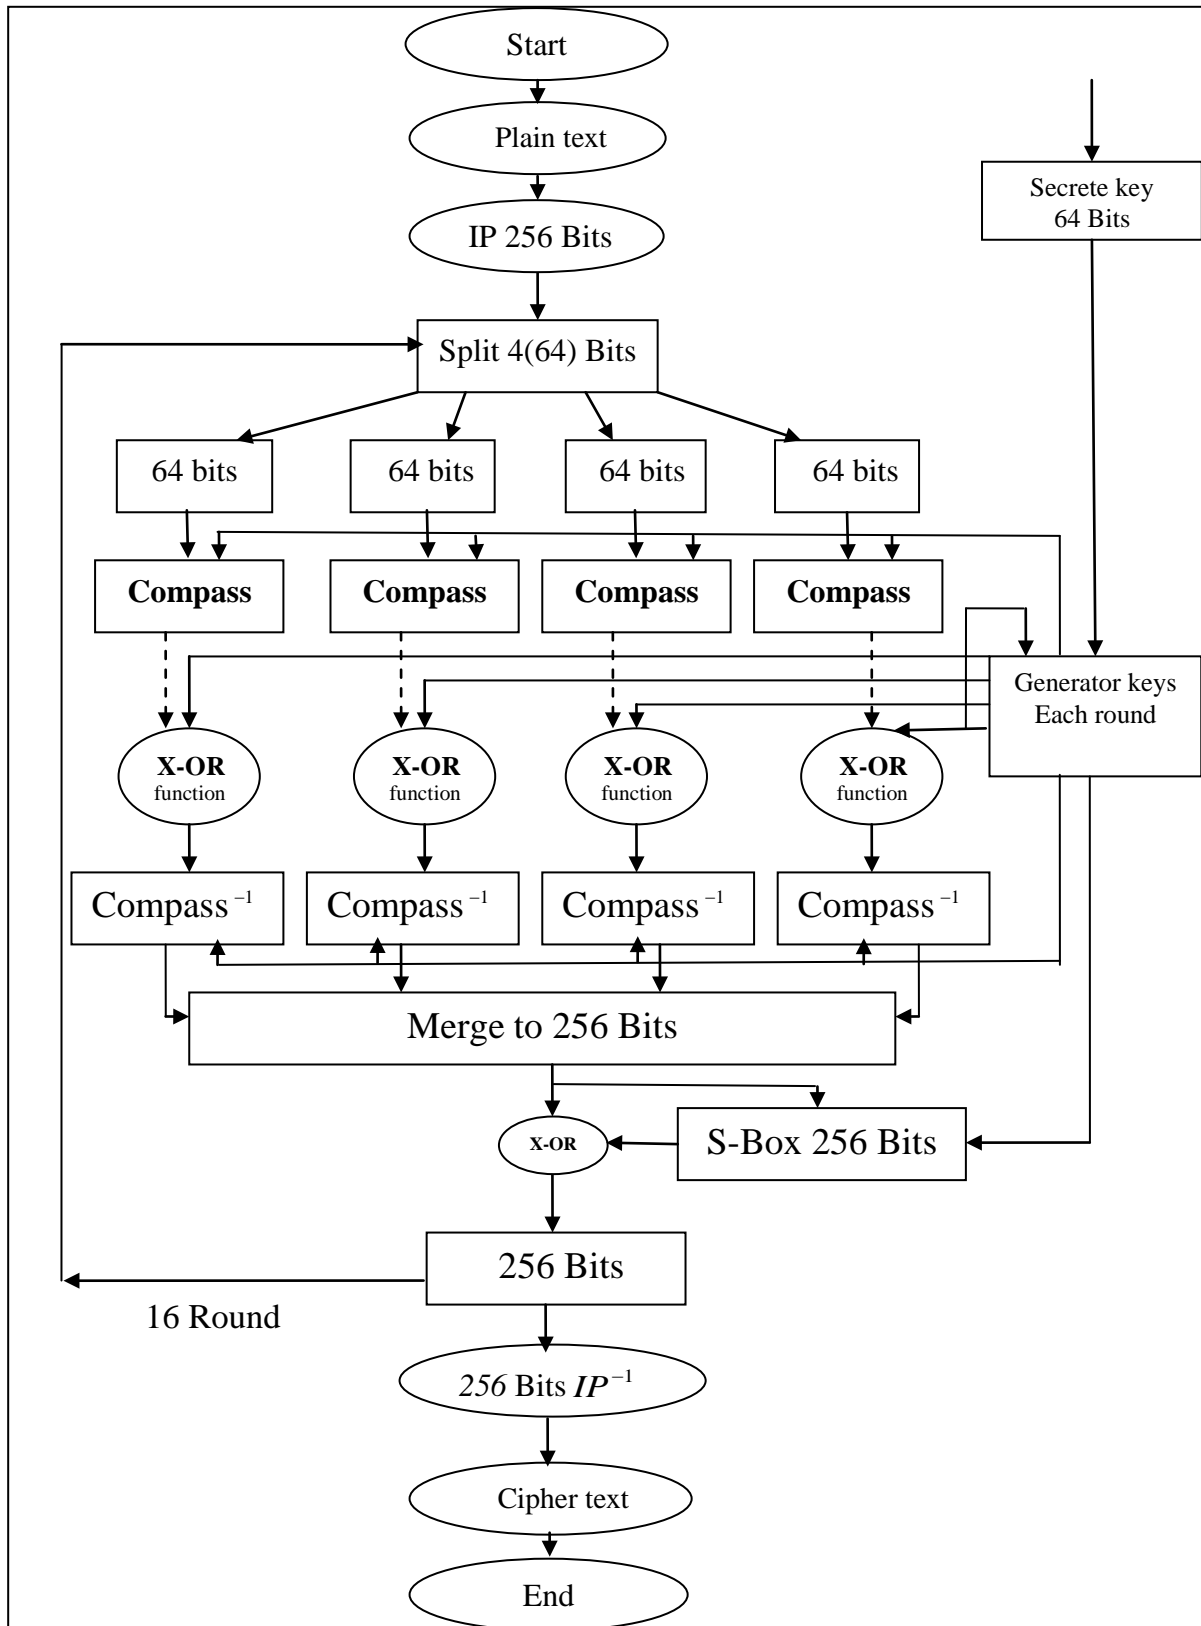 Start
Plain text
Secrete key
64 Bits
IP 256 Bits
Split 4(64) Bits
64 bits
64 bits
64 bits
64 bits
Compass
Compass
Compass
Compass
Generator keys
Each round
X-OR
function
X-OR
function
X-OR
function
X-OR
function
Compass⁻¹
Compass⁻¹
Compass⁻¹
Compass⁻¹
Merge to 256 Bits
X-OR
S-Box 256 Bits
256 Bits
16 Round
256 Bits IP⁻¹
Cipher text
End